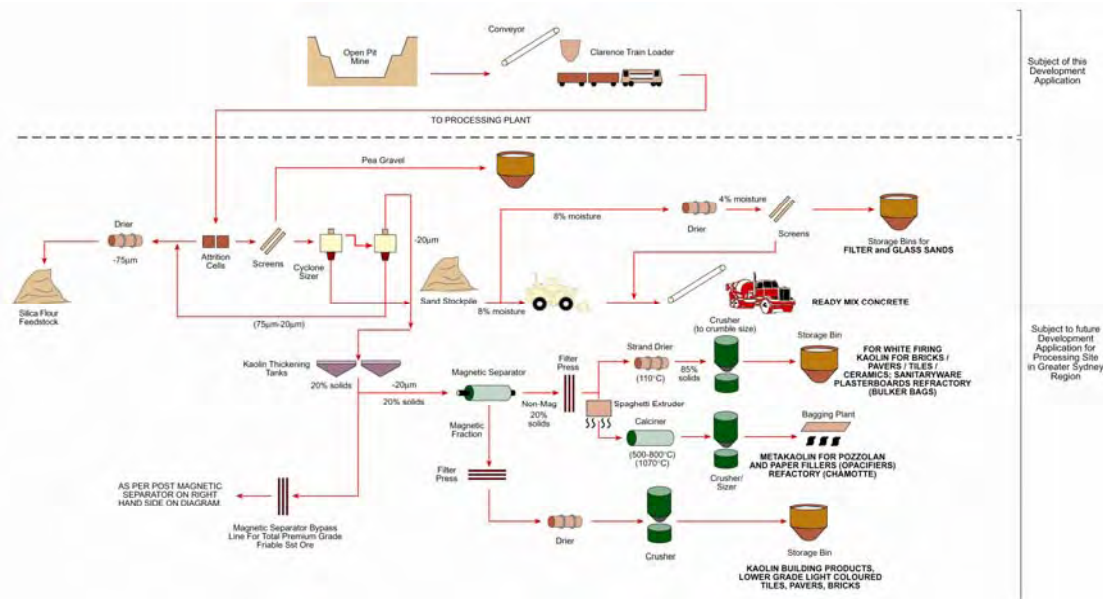 Conveyor
Open Pit
Mine
Clarence Train Loader
Subject of this
Development
Application
TO PROCESSING PLANT
Pea Gravel
4% moisture
8% moisture
Drier
-20µm
Drier
Screens
Attrition
Cells
Screens
Cyclone
Sizer
-75µm
Storage Bins for
FILTER and GLASS SANDS
Silica Flour
Feedstock
(75µm-20µm)
Sand Stockpile
8% moisture
READY MIX CONCRETE
Crusher
(to crumble size)
Storage Bin
Subject to future
Development
Application for
Processing Site
in Greater Sydney
Region
Kaolin Thickening
Tanks
20% solids
-20µm
20% solids
Magnetic Separator
Non-Mag
20%
solids
Filter
Press
Strand Drier
(110°C)
85%
solids
FOR WHITE FIRING
KAOLIN FOR BRICKS /
PAVERS / TILES /
CERAMICS; SANITARYWARE
PLASTERBOARDS REFRACTORY
(BULKER BAGS)
Spaghetti Extruder
Magnetic
Fraction
Calciner
(500-800°C)
(1070°C)
Crusher/
Sizer
Bagging Plant
METAKAOLIN FOR POZZOLAN
AND PAPER FILLERS (OPACIFIERS)
REFACTORY (CHAMOTTE)
Filter
Press
AS PER POST MAGNETIC
SEPARATOR ON RIGHT
HAND SIDE ON DIAGRAM.
Magnetic Separator Bypass
Line For Total Premium Grade
Friable Sst Ore
Drier
Crusher
Storage Bin
KAOLIN BUILDING PRODUCTS,
LOWER GRADE LIGHT COLOURED
TILES, PAVERS, BRICKS